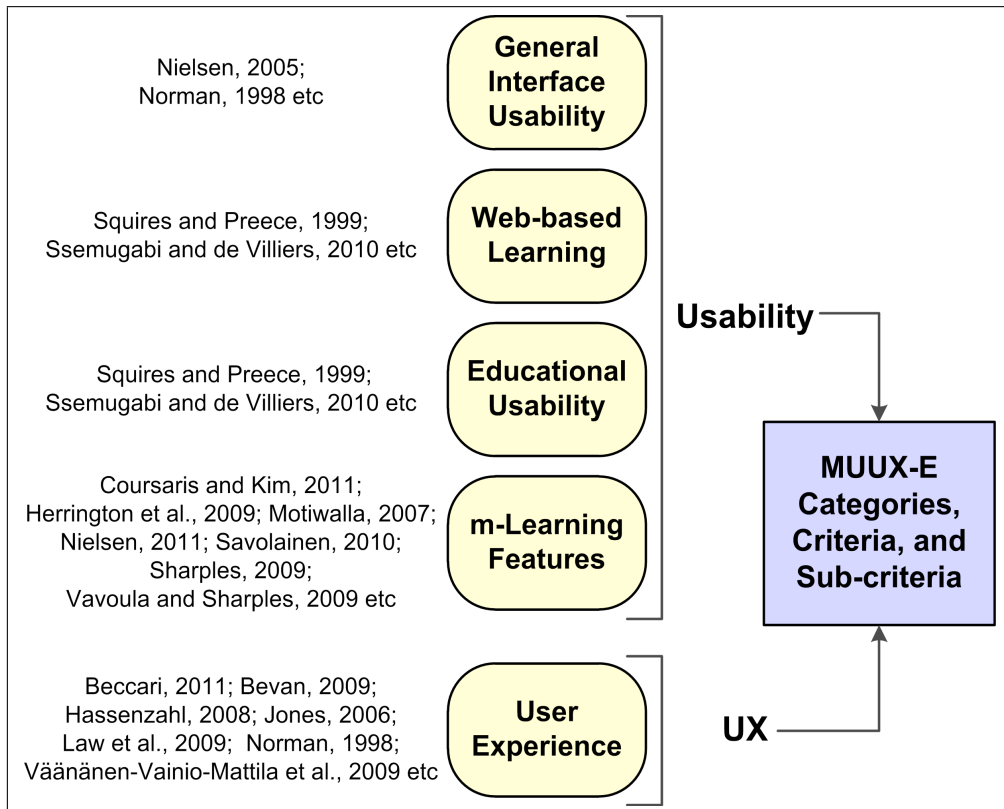 Nielsen, 2005;
Norman, 1998 etc
General
Interface
Usability
Squires and Preece, 1999;
Ssemugabi and de Villiers, 2010 etc
Web-based
Learning
Squires and Preece, 1999;
Ssemugabi and de Villiers, 2010 etc
Educational
Usability
Coursaris and Kim, 2011;
Herrington et al., 2009; Motiwalla, 2007;
Nielsen, 2011; Savolainen, 2010;
Sharples, 2009;
Vavoula and Sharples, 2009 etc
m-Learning
Features
Beccari, 2011; Bevan, 2009;
Hassenzahl, 2008; Jones, 2006;
Law et al., 2009;  Norman, 1998;
Väänänen-Vainio-Mattila et al., 2009 etc
User
Experience
Usability
UX
MUUX-E
Categories,
Criteria, and
Sub-criteria